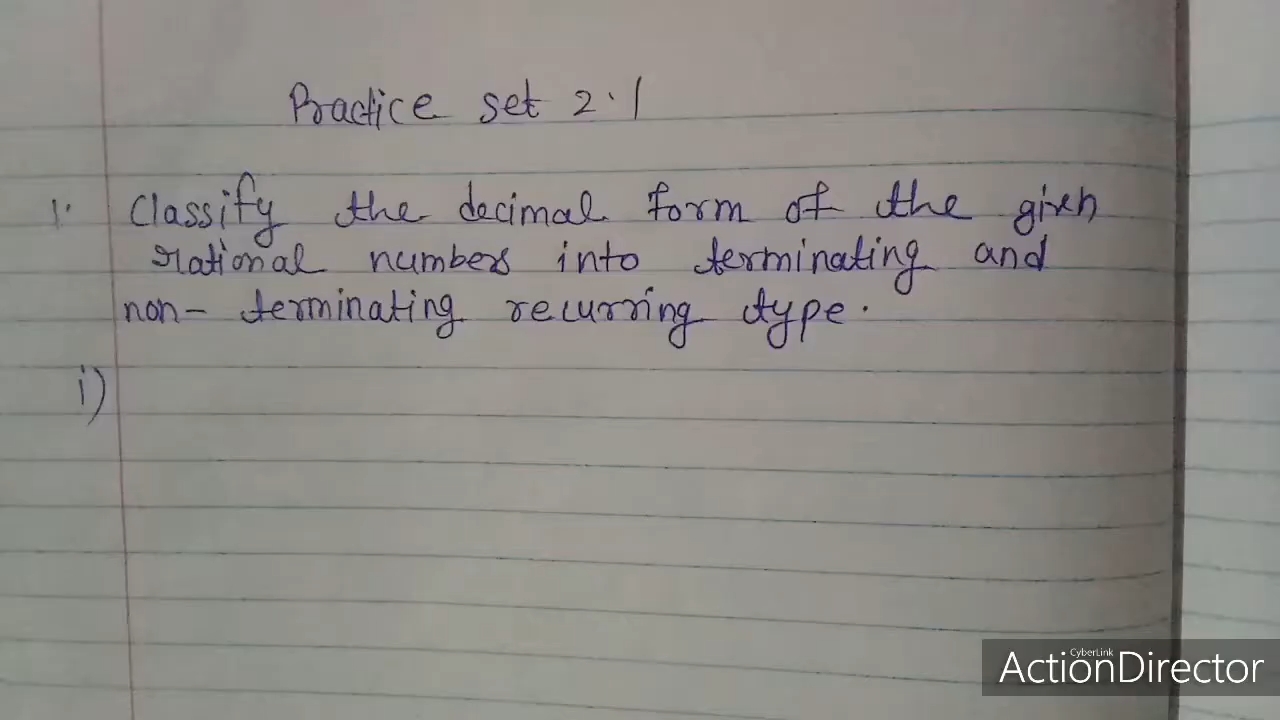 Practice set 2.1
1. Classify the decimal form of the given
rational numbers into terminating and
non- terminating recurring type.
i)
CyberLink
ActionDirector